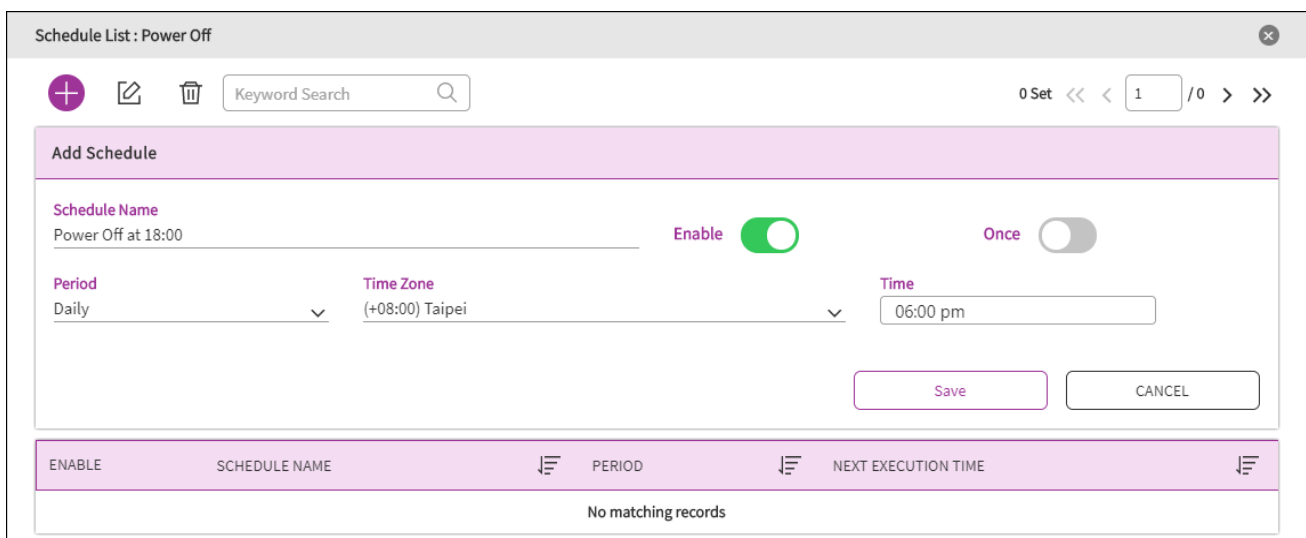 Schedule List : Power Off
Keyword Search
0 Set
1
/ 0
Add Schedule
Schedule Name
Power Off at 18:00
Enable
Once
Period
Time Zone
Time
Daily
(+08:00) Taipei
06:00 pm
Save
CANCEL
ENABLE
SCHEDULE NAME
PERIOD
NEXT EXECUTION TIME
No matching records